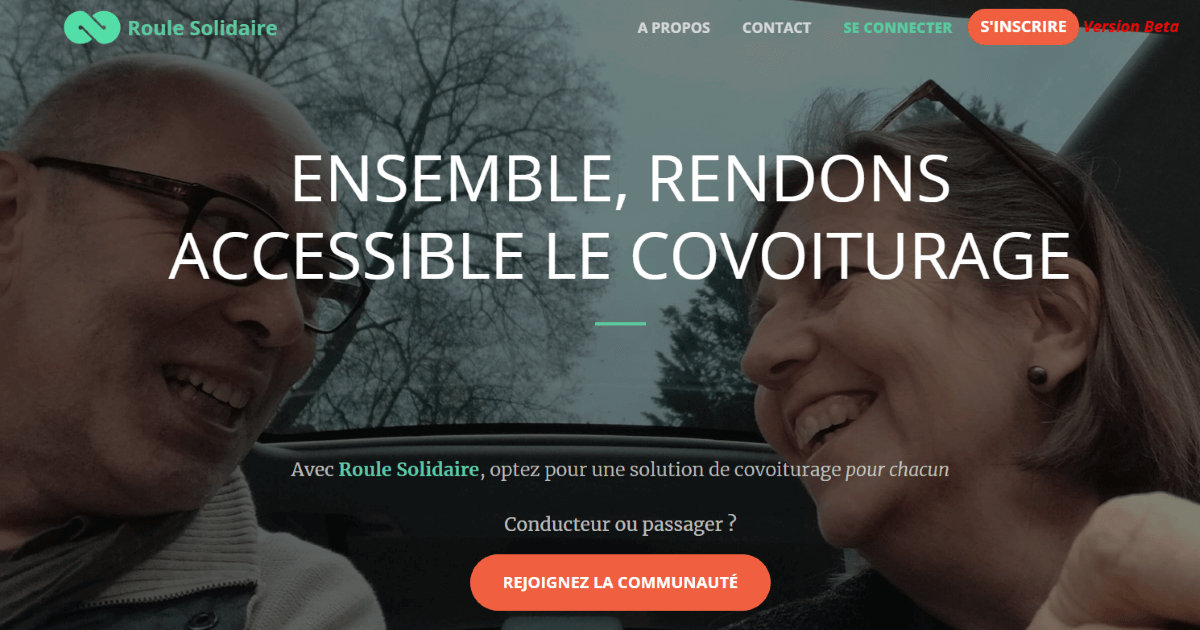 Roule Solidaire
A PROPOS CONTACT SE CONNECTER S'INSCRIRE Version Beta
ENSEMBLE, RENDONS
ACCESSIBLE LE COVOITURAGE
Avec Roule Solidaire, optez pour une solution de covoiturage pour chacun
Conducteur ou passager ?
REJOIGNEZ LA COMMUNAUTÉ